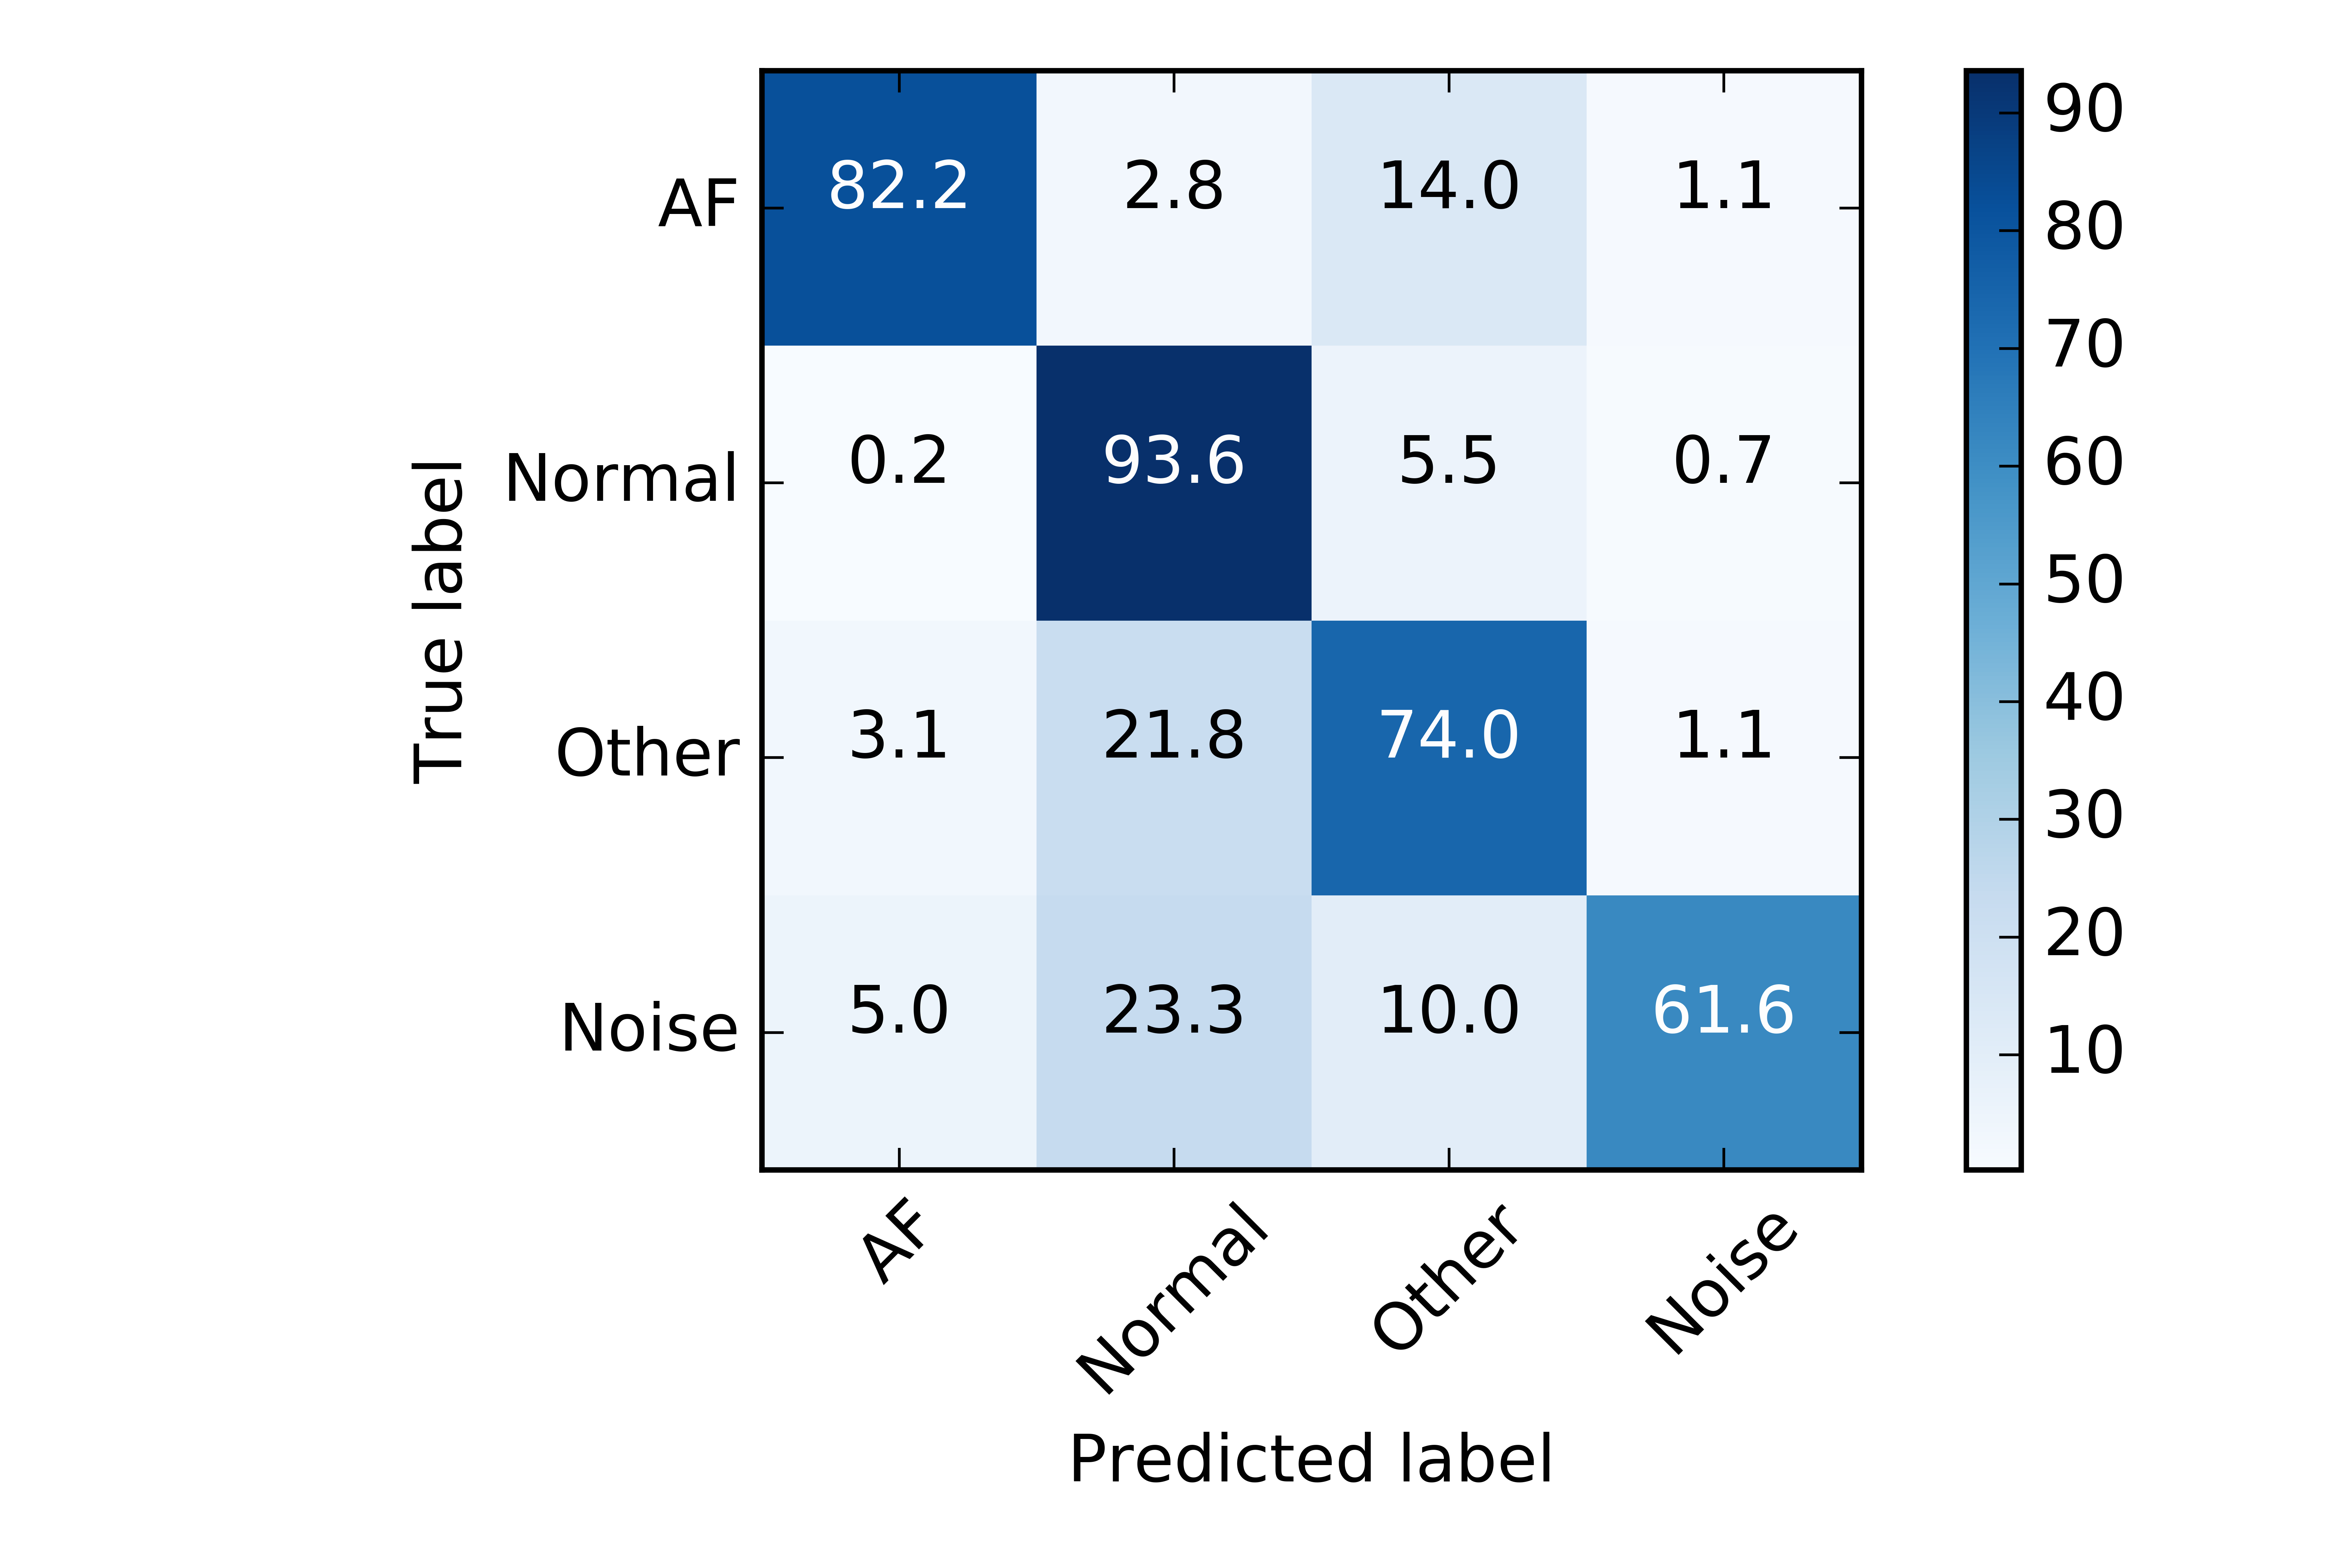 AF 82.2 2.8 14.0 1.1
Normal 0.2 93.6 5.5 0.7
Other 3.1 21.8 74.0 1.1
Noise 5.0 23.3 10.0 61.6
True label
AF Normal Other Noise
Predicted label
90
80
70
60
50
40
30
20
10